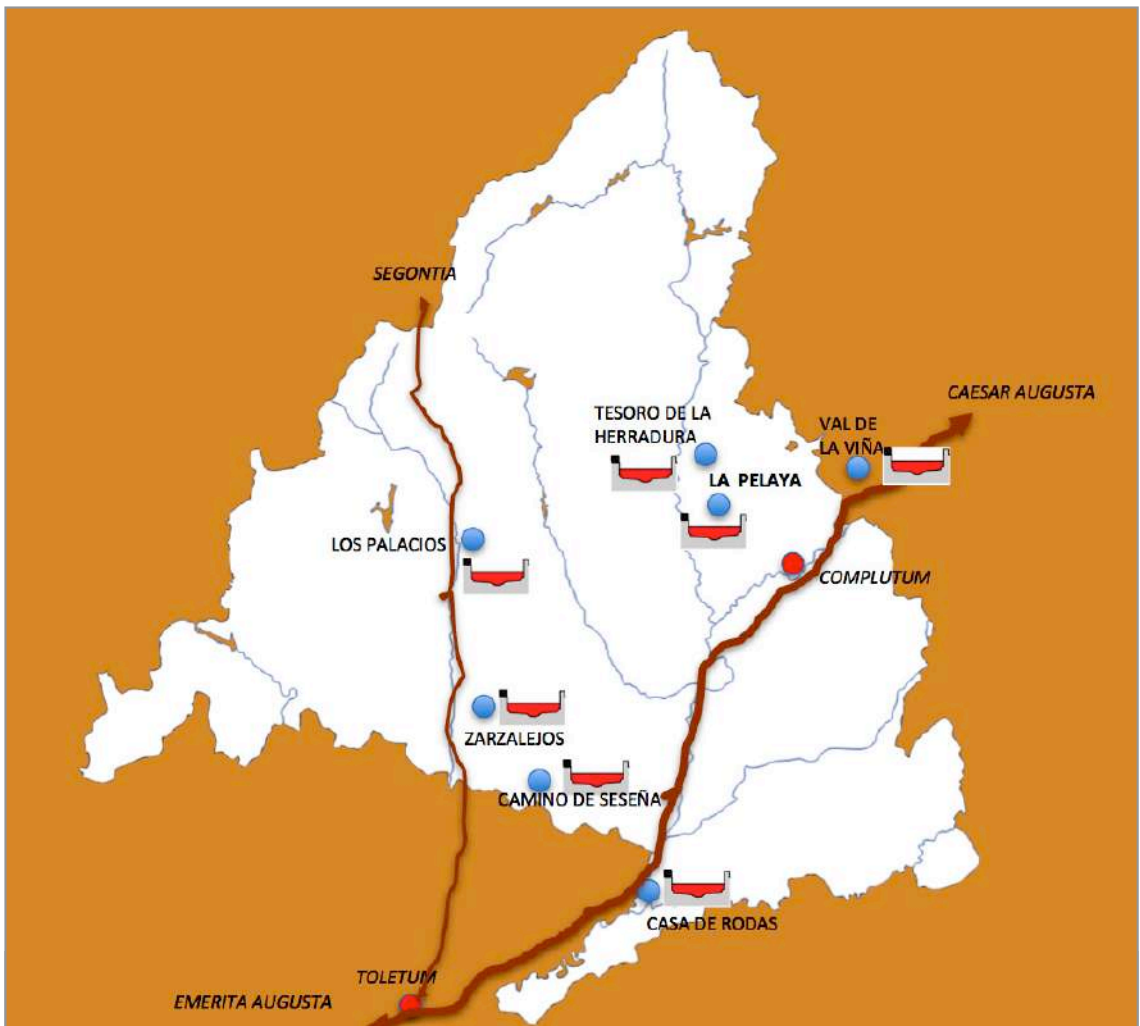 SEGONTIA
CAESAR AUGUSTA
TESORO DE LA
HERRADURA
VAL DE
LA VIÑA
LA PELAYA
LOS PALACIOS
COMPLUTUM
ZARZALEJOS
CAMINO DE SESEÑA
CASA DE RODAS
TOLETUM
EMERITA AUGUSTA